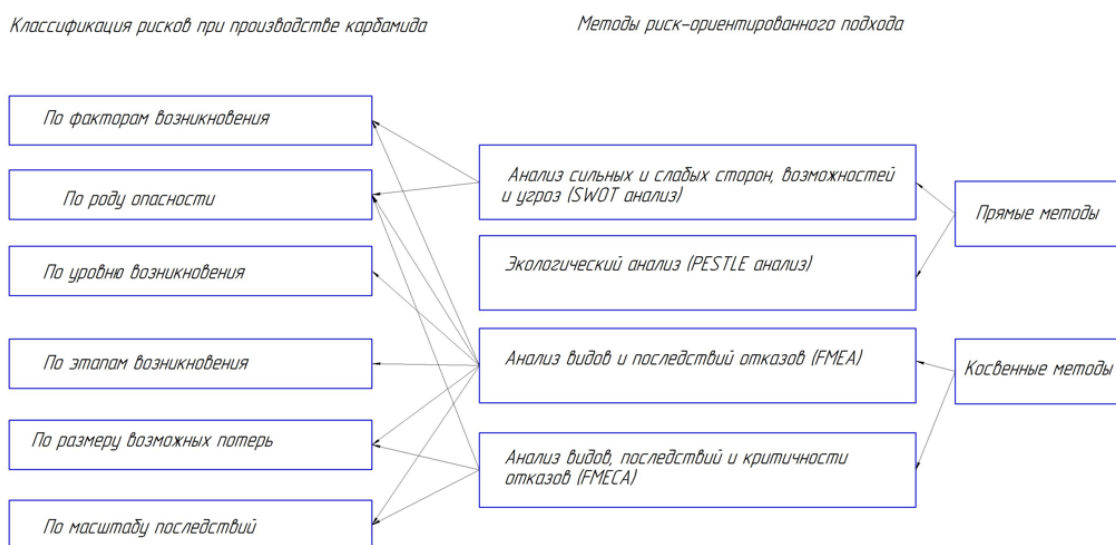 Классификация рисков при производстве карбамида
Методы риск-ориентированного подхода
По факторам возникновения
По роду опасности
По уровню возникновения
По этапам возникновения
По размеру возможных потерь
По масштабу последствий
Анализ сильных и слабых сторон, возможностей
и угроз (SWOT анализ)
Экологический анализ (PESTLE анализ)
Анализ видов и последствий отказов (FMEA)
Анализ видов, последствий и критичности
отказов (FMECA)
Прямые методы
Косвенные методы